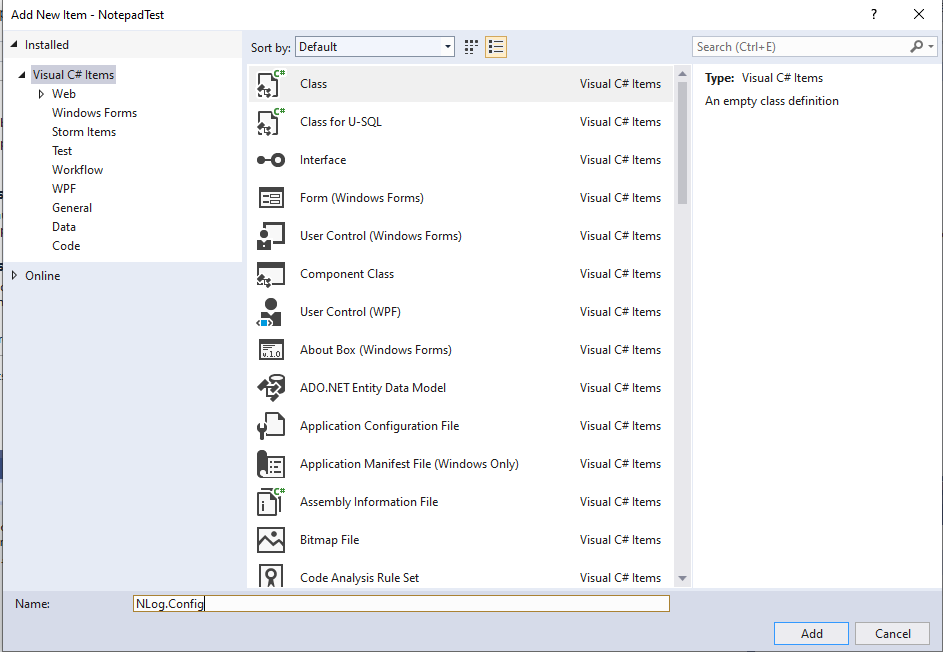 Add New Item - NotepadTest
?
Installed
Sort by: Default
Search (Ctrl+E)
Visual C# Items
Web
Windows Forms
Storm Items
Test
Workflow
WPF
General
Data
Code
Online
Class Visual C# Items
Class for U-SQL Visual C# Items
Interface Visual C# Items
Form (Windows Forms) Visual C# Items
User Control (Windows Forms) Visual C# Items
Component Class Visual C# Items
User Control (WPF) Visual C# Items
About Box (Windows Forms) Visual C# Items
ADO.NET Entity Data Model Visual C# Items
Application Configuration File Visual C# Items
Application Manifest File (Windows Only) Visual C# Items
Assembly Information File Visual C# Items
Bitmap File Visual C# Items
Code Analysis Rule Set Visual C# Items
Type: Visual C# Items
An empty class definition
Name: NLog.Config
Add Cancel